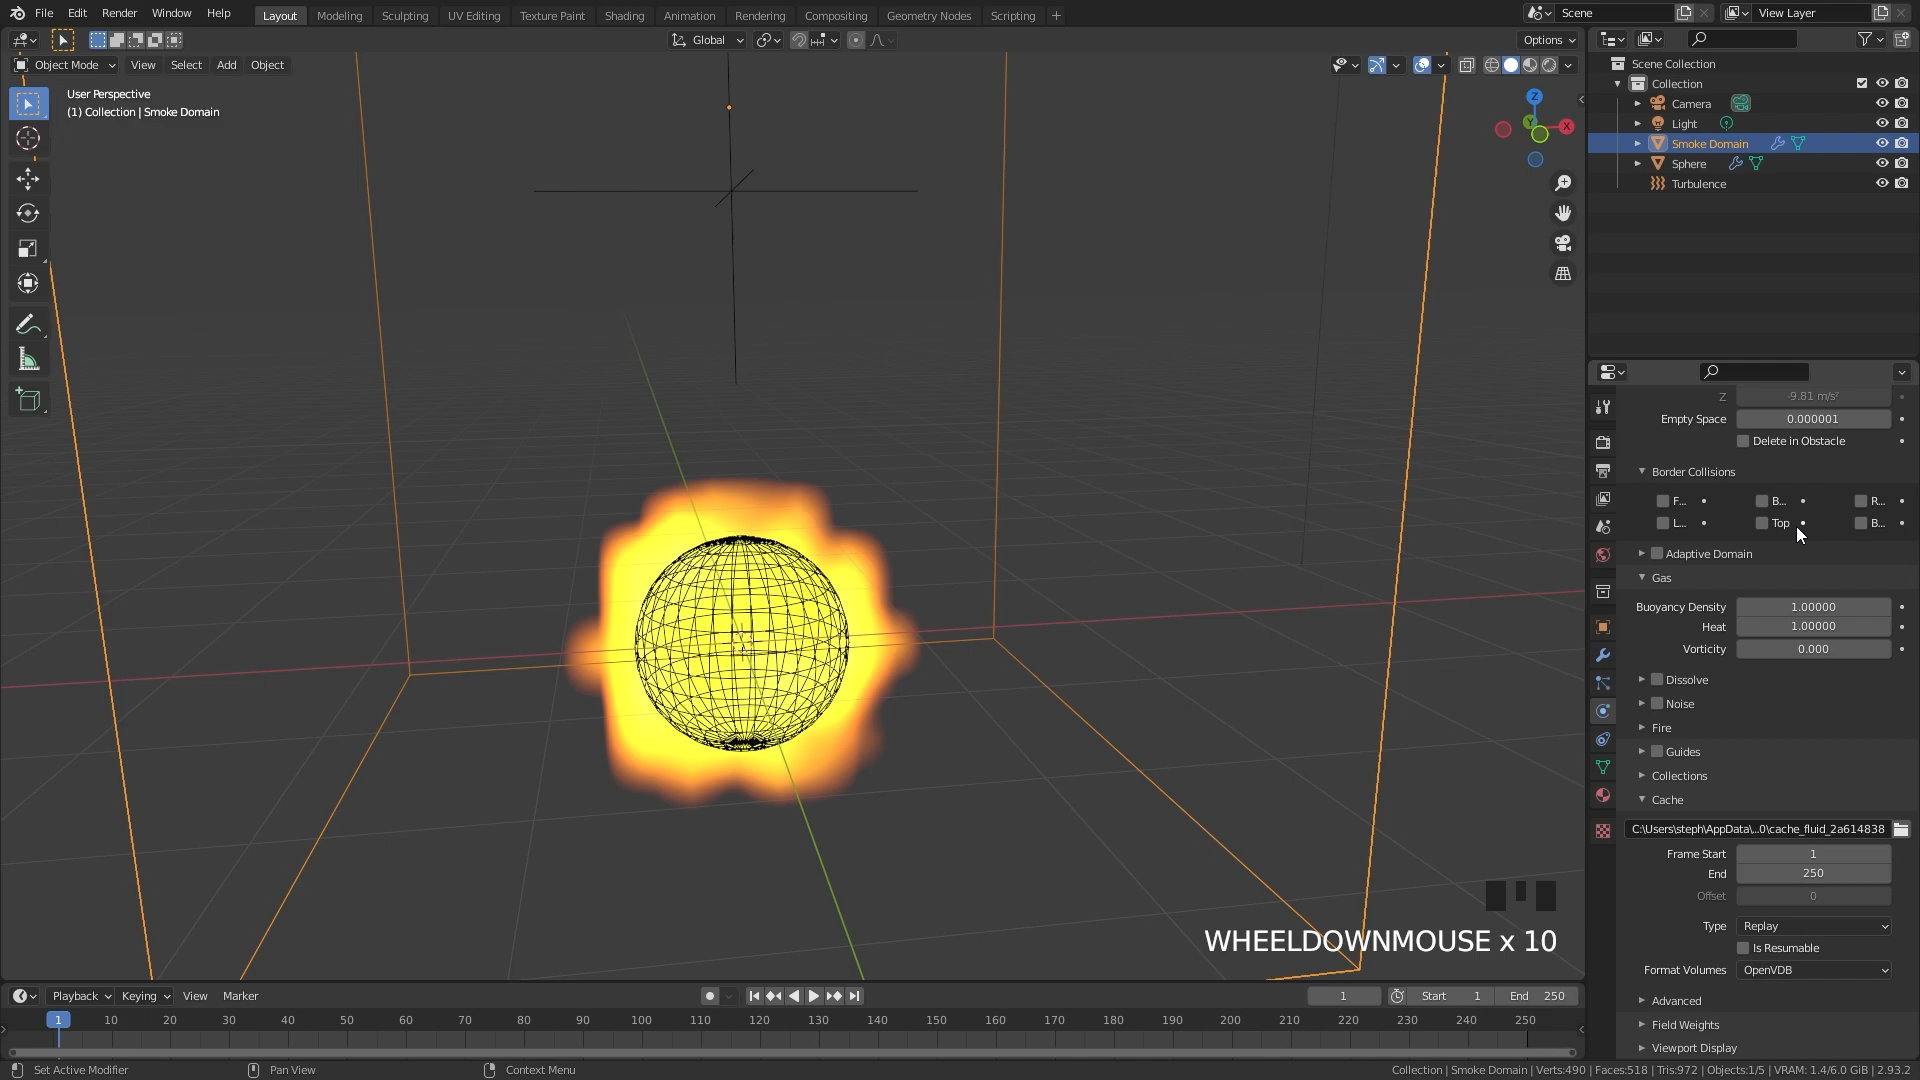 File Edit Render Window Help Layout Modeling Sculpting UV Editing Texture Paint Shading Animation Rendering Compositing Geometry Nodes Scripting + Scene View Layer
Global Options
Object Mode View Select Add Object
User Perspective
(1) Collection | Smoke Domain
Z
Y
X
Scene Collection
Collection
Camera
Light
Smoke Domain
Sphere
Turbulence
Z -9.81 m/s²
Empty Space 0.000001
Delete in Obstacle
Border Collisions
F... B... R...
L... Top B...
Adaptive Domain
Gas
Buoyancy Density 1.00000
Heat 1.00000
Vorticity 0.000
Dissolve
Noise
Fire
Guides
Collections
Cache
C:\Users\steph\AppData\..0\cache_fluid_2a614838
Frame Start 1
End 250
Offset 0
Type Replay
Is Resumable
Format Volumes OpenVDB
Advanced
Field Weights
Viewport Display
WHEELDOWNMOUSE x 10
Playback Keying View Marker 1 Start 1 End 250
1 10 20 30 40 50 60 70 80 90 100 110 120 130 140 150 160 170 180 190 200 210 220 230 240 250
Set Active Modifier Pan View Context Menu Collection | Smoke Domain | Verts:490 | Faces:518 | Tris:972 | Objects:1/5 | VRAM: 1.4/6.0 GiB | 2.93.2